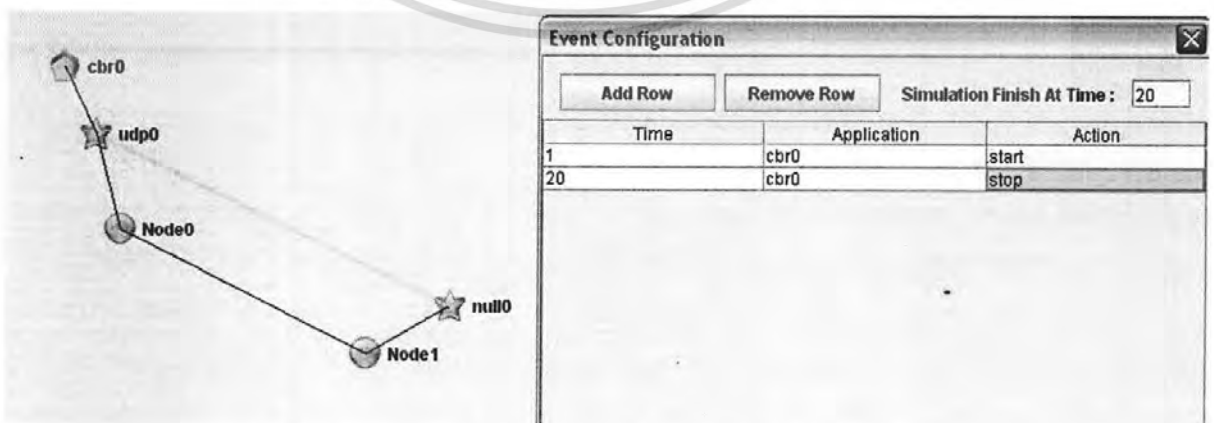 cbr0
udp0
Node0
null0
Node1
Event Configuration
Add Row Remove Row Simulation Finish At Time : 20
Time Application Action
1 cbr0 start
20 cbr0 stop